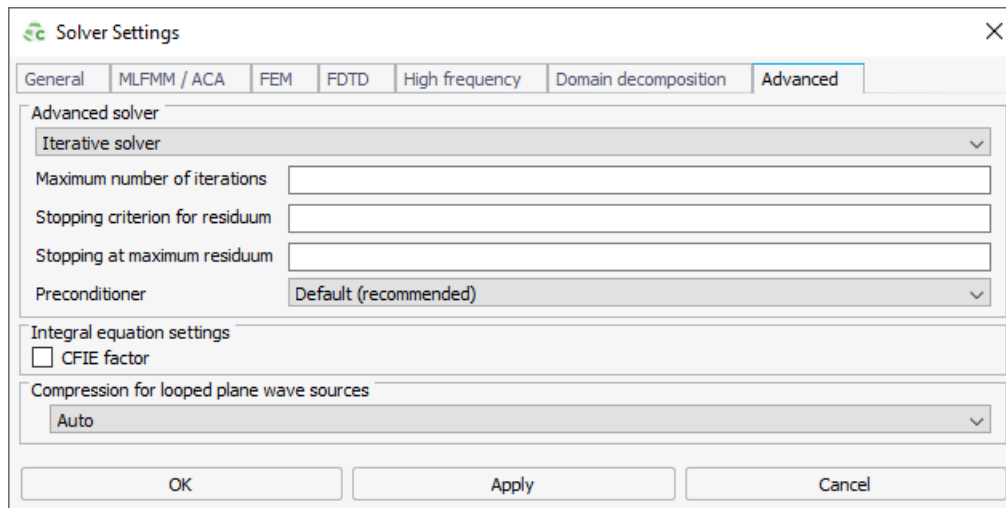 Solver Settings
General MLFMM / ACA FEM FDTD High frequency Domain decomposition Advanced
Advanced solver
Iterative solver
Maximum number of iterations
Stopping criterion for residuum
Stopping at maximum residuum
Preconditioner Default (recommended)
Integral equation settings
CFIE factor
Compression for looped plane wave sources
Auto
OK Apply Cancel